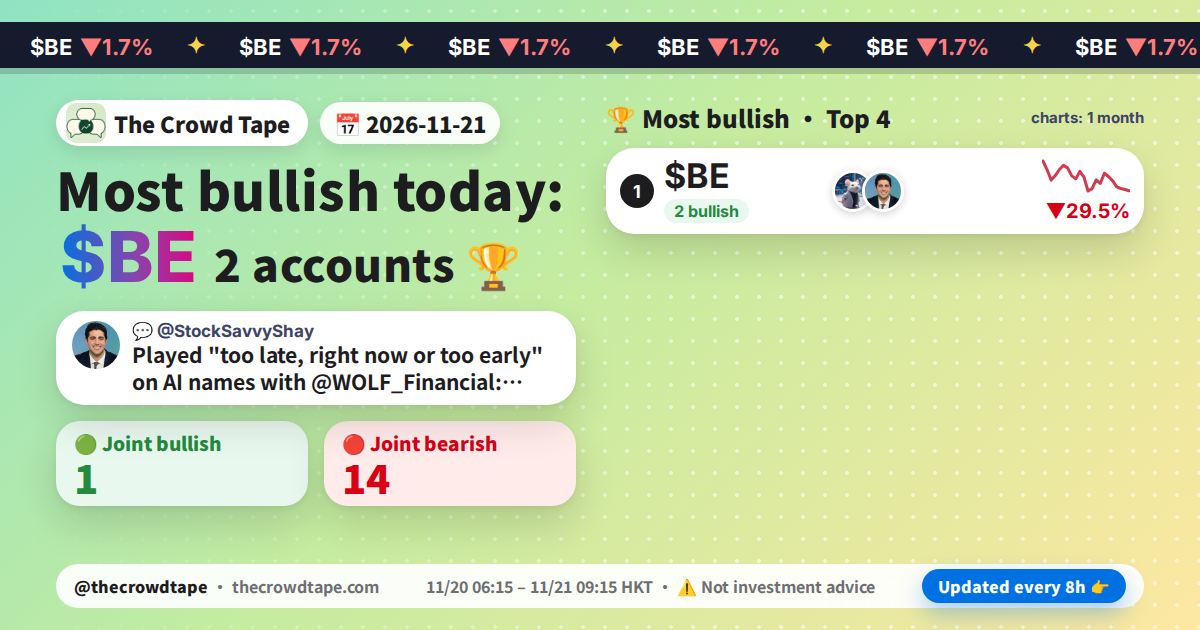 $BE ▼1.7% ✦ $BE ▼1.7% ✦ $BE ▼1.7% ✦ $BE ▼1.7% ✦ $BE ▼1.7% ✦ $BE ▼1.7%
The Crowd Tape
📅 2026-11-21
Most bullish today:
$BE 2 accounts 🏆
💬 @StockSavvyShay
Played "too late, right now or too early"
on AI names with @WOLF_Financial:⋯
🟢 Joint bullish
1
🔴 Joint bearish
14
🏆 Most bullish • Top 4
charts: 1 month
1
$BE
2 bullish
▼29.5%
@thecrowdtape • thecrowdtape.com
11/20 06:15 – 11/21 09:15 HKT • ⚠️ Not investment advice
Updated every 8h 👉